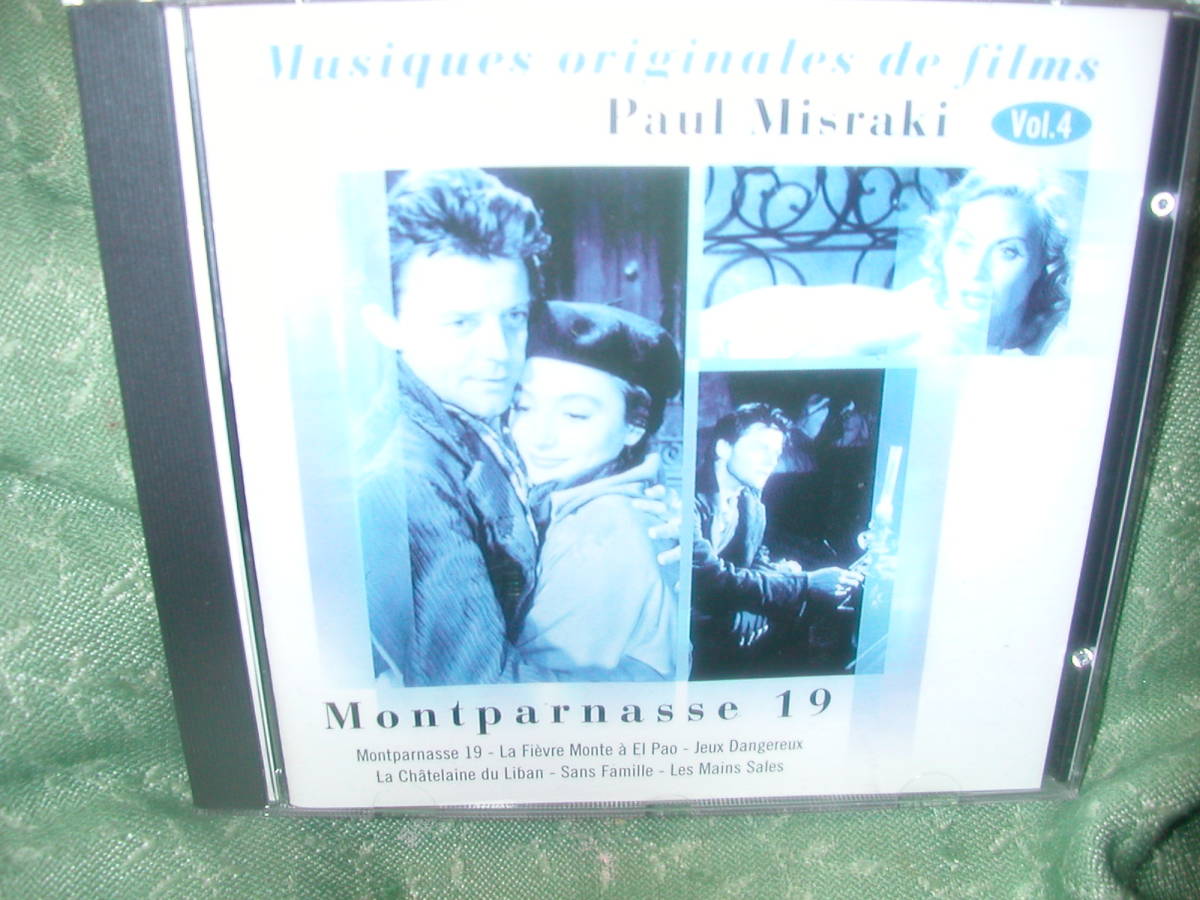 Musiques originales de films
Paul Misraki Vol.4
Montparnasse 19
Montparnasse 19 - La Fièvre Monte à El Pao - Jeux Dangereux
La Châtelaine du Liban - Sans Famille - Les Mains Sales